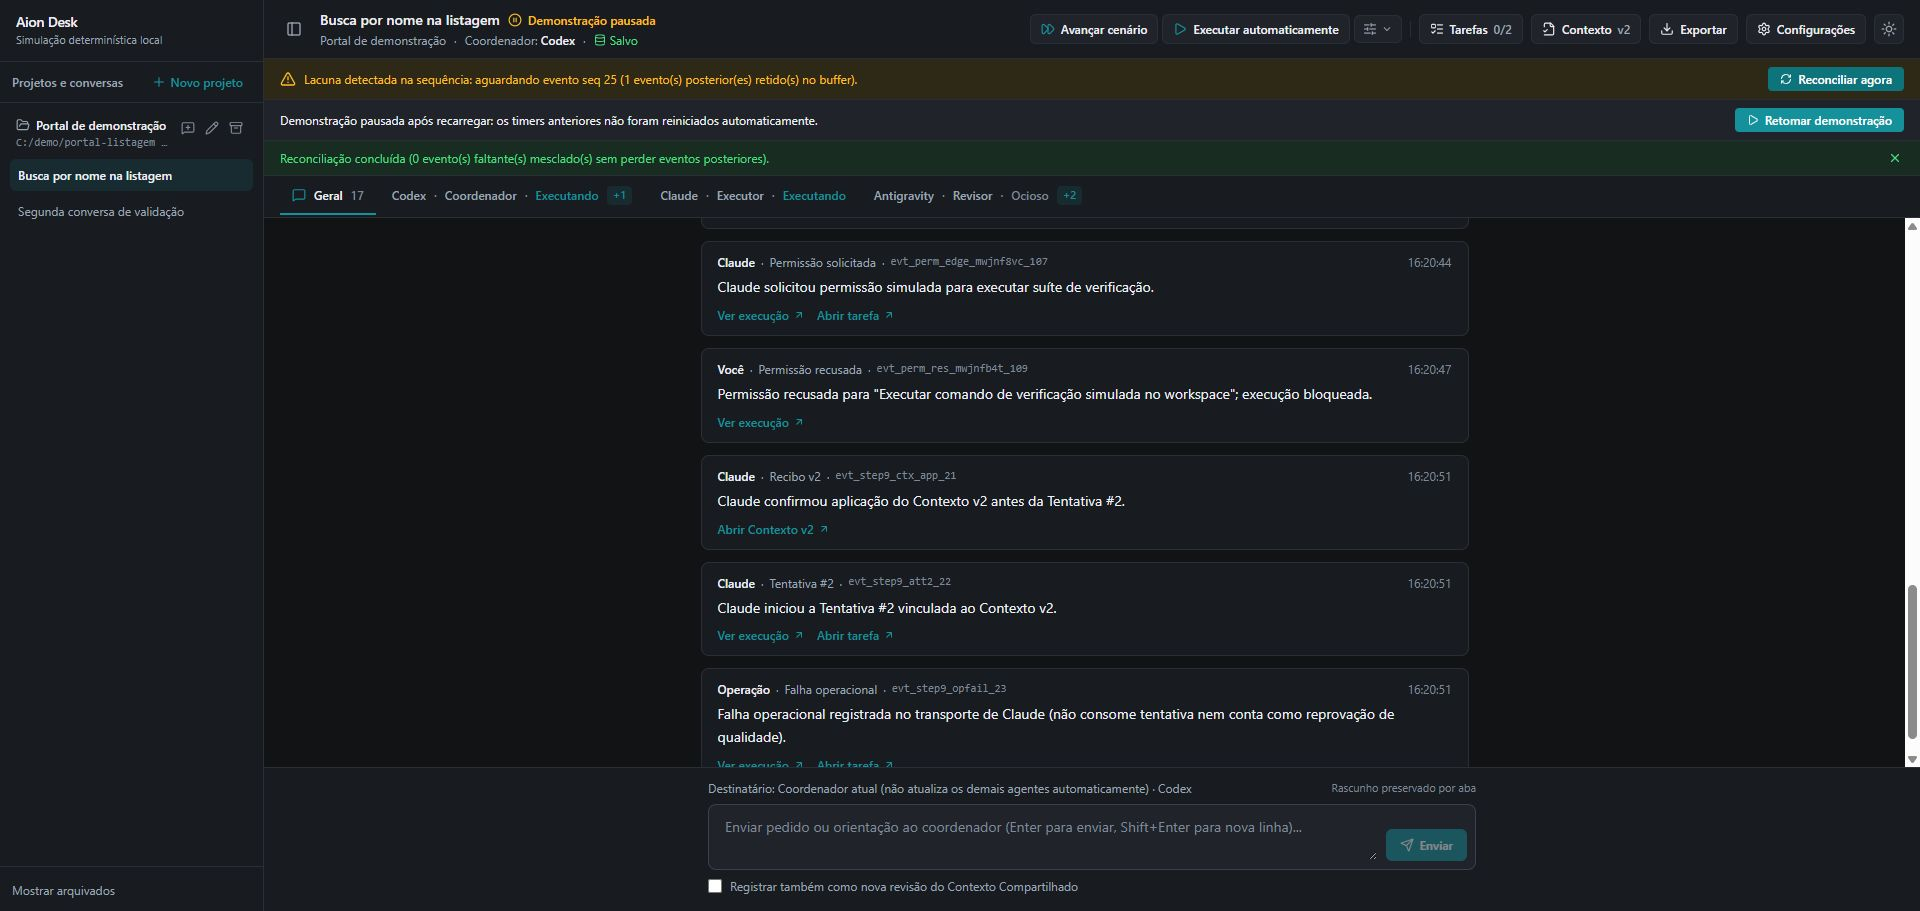 Aion Desk
Simulação determinística local
Projetos e conversas
Novo projeto
Portal de demonstração
C:/demo/portal-listagem …
Busca por nome na listagem
Segunda conversa de validação
Mostrar arquivados
Busca por nome na listagem Demonstração pausada
Portal de demonstração · Coordenador: Codex · Salvo
Avançar cenário
Executar automaticamente
Tarefas 0/2
Contexto v2
Exportar
Configurações
Lacuna detectada na sequência: aguardando evento seq 25 (1 evento(s) posterior(es) retido(s) no buffer).
Reconciliar agora
Demonstração pausada após recarregar: os timers anteriores não foram reiniciados automaticamente.
Retomar demonstração
Reconciliação concluída (0 evento(s) faltante(s) mesclado(s) sem perder eventos posteriores).
Geral 17
Codex · Coordenador · Executando +1
Claude · Executor · Executando
Antigravity · Revisor · Ocioso +2
Claude · Permissão solicitada · evt_perm_edge_mwjnf8vc_107 16:20:44
Claude solicitou permissão simulada para executar suíte de verificação.
Ver execução Abrir tarefa
Você · Permissão recusada · evt_perm_res_mwjnfb4t_109 16:20:47
Permissão recusada para "Executar comando de verificação simulada no workspace"; execução bloqueada.
Ver execução
Claude · Recibo v2 · evt_step9_ctx_app_21 16:20:51
Claude confirmou aplicação do Contexto v2 antes da Tentativa #2.
Abrir Contexto v2
Claude · Tentativa #2 · evt_step9_att2_22 16:20:51
Claude iniciou a Tentativa #2 vinculada ao Contexto v2.
Ver execução Abrir tarefa
Operação · Falha operacional · evt_step9_opfail_23 16:20:51
Falha operacional registrada no transporte de Claude (não consome tentativa nem conta como reprovação de
qualidade).
Ver execução Abrir tarefa
Destinatário: Coordenador atual (não atualiza os demais agentes automaticamente) · Codex
Rascunho preservado por aba
Enviar pedido ou orientação ao coordenador (Enter para enviar, Shift+Enter para nova linha)...
Enviar
Registrar também como nova revisão do Contexto Compartilhado